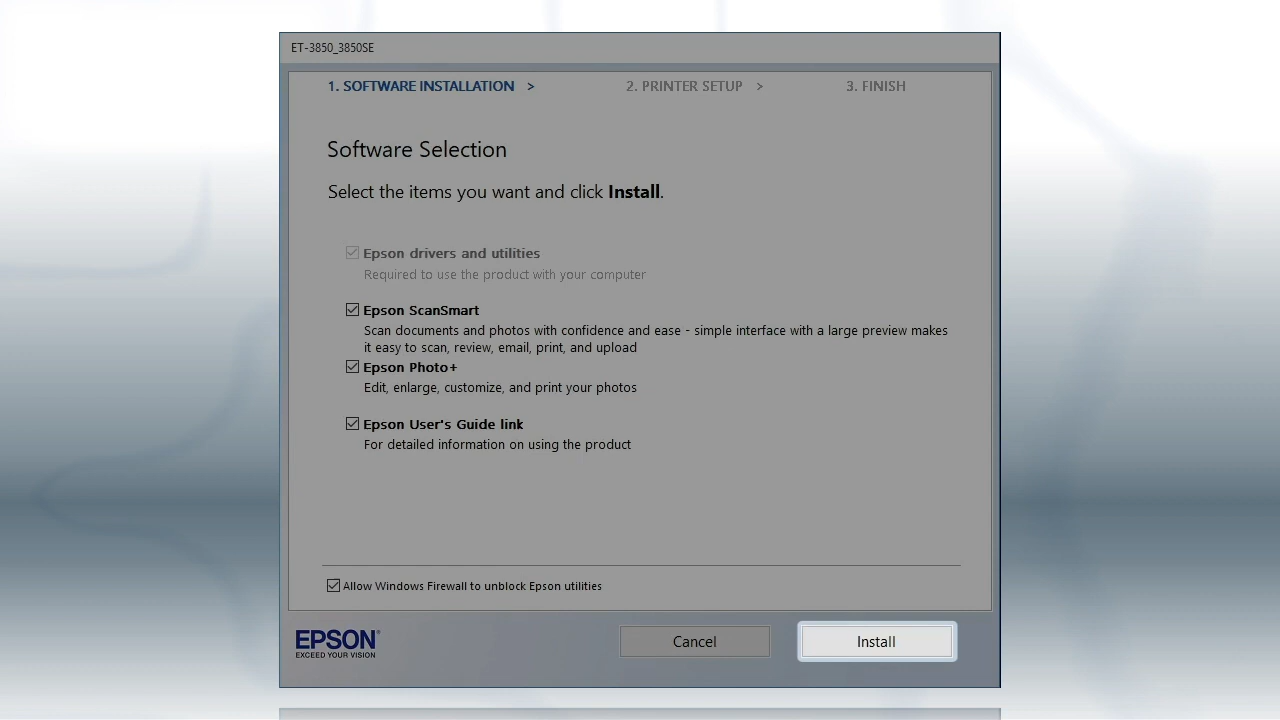 ET-3850_3850SE
1. SOFTWARE INSTALLATION > 2. PRINTER SETUP > 3. FINISH
Software Selection
Select the items you want and click Install.
Epson drivers and utilities
Required to use the product with your computer
Epson ScanSmart
Scan documents and photos with confidence and ease - simple interface with a large preview makes
it easy to scan, review, email, print, and upload
Epson Photo+
Edit, enlarge, customize, and print your photos
Epson User's Guide link
For detailed information on using the product
Allow Windows Firewall to unblock Epson utilities
EPSON®
EXCEED YOUR VISION
Cancel
Install